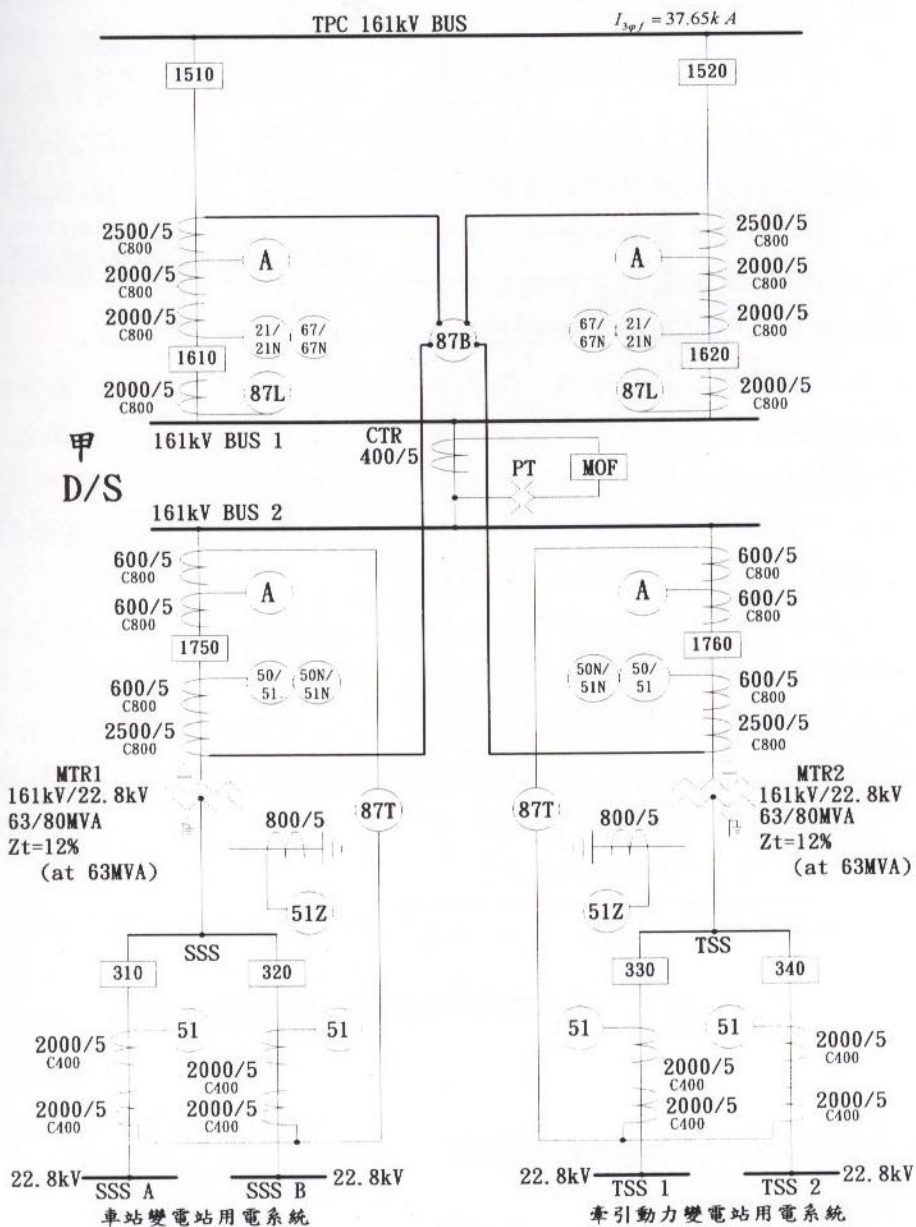 TPC 161kV BUS
I3φf = 37.65k A
1510
1520
2500/5
C800
2000/5
C800
2000/5
C800
1610
2000/5
C800
A
21/
21N
67/
67N
87L
87B
A
67/
67N
21/
21N
87L
2500/5
C800
2000/5
C800
2000/5
C800
1620
2000/5
C800
161kV BUS 1
甲
D/S
CTR
400/5
PT
MOF
161kV BUS 2
600/5
C800
600/5
C800
1750
600/5
C800
2500/5
C800
A
50/
51
50N/
51N
A
50N/
51N
50/
51
600/5
C800
600/5
C800
1760
600/5
C800
2500/5
C800
MTR1
161kV/22.8kV
63/80MVA
Zt=12%
(at 63MVA)
800/5
51Z
87T
87T
800/5
51Z
MTR2
161kV/22.8kV
63/80MVA
Zt=12%
(at 63MVA)
SSS
310
320
TSS
330
340
51
51
51
51
2000/5
C400
2000/5
C400
2000/5
C400
2000/5
C400
2000/5
C400
2000/5
C400
2000/5
C400
2000/5
C400
22.8kV
SSS A
SSS B
22.8kV
22.8kV
TSS 1
TSS 2
22.8kV
車站變電站用電系統
牽引動力變電站用電系統